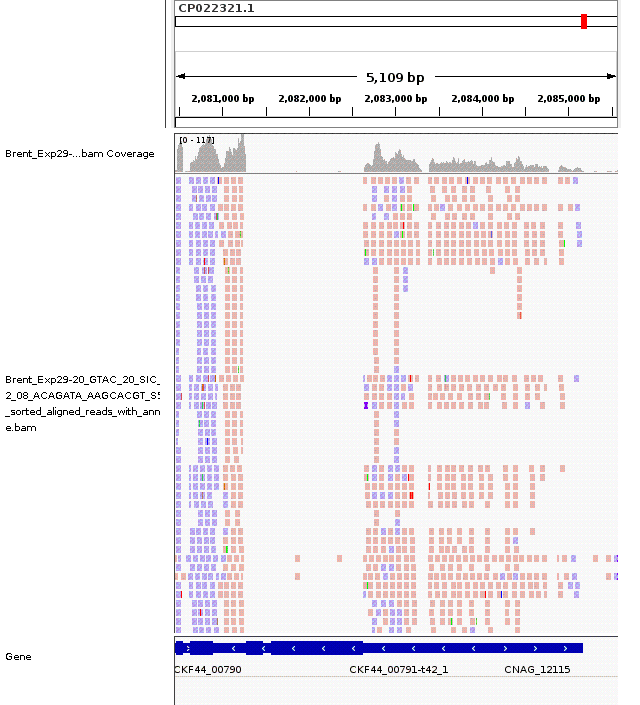 CP022321.1
5,109 bp
2,081,000 bp 2,082,000 bp 2,083,000 bp 2,084,000 bp 2,085,000 bp
[0 - 117]
Brent_Exp29-...bam Coverage
Brent_Exp29-20_GTAC_20_SIC_
2_08_ACAGATA_AAGCACGT_S5
_sorted_aligned_reads_with_ann
e.bam
Gene
CKF44_00790 CKF44_00791-t42_1 CNAG_12115